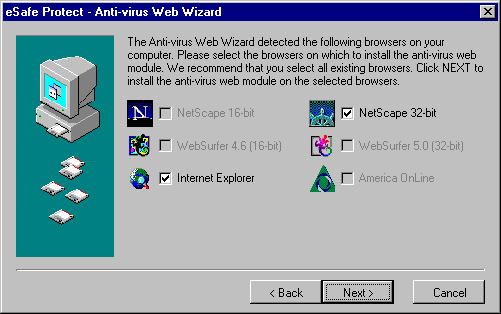 eSafe Protect - Anti-virus Web Wizard
The Anti-virus Web Wizard detected the following browsers on your
computer. Please select the browsers on which to install the anti-virus web
module. We recommend that you select all existing browsers. Click NEXT to
install the anti-virus web module on the selected browsers.
N NetScape 16-bit
NetScape 32-bit
WebSurfer 4.6 (16-bit)
WebSurfer 5.0 (32-bit)
Internet Explorer
America OnLine
< Back
Next >
Cancel